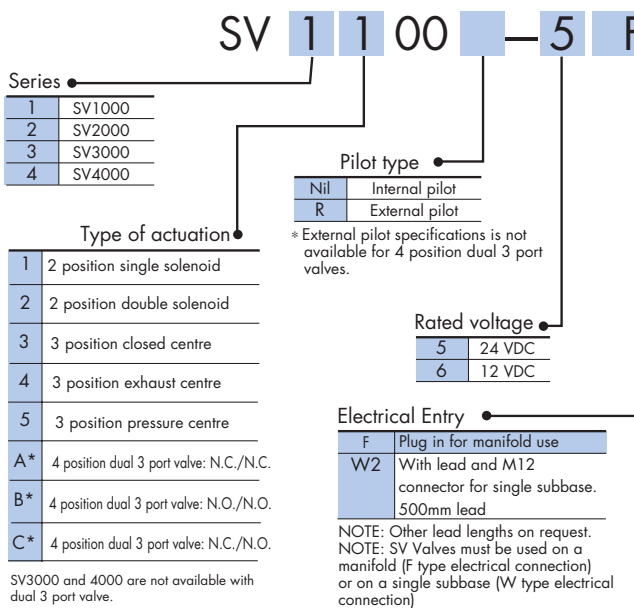 SV 1 1 00 — 5 F
Series
1 SV1000
2 SV2000
3 SV3000
4 SV4000
Type of actuation
1 2 position single solenoid
2 2 position double solenoid
3 3 position closed centre
4 3 position exhaust centre
5 3 position pressure centre
A* 4 position dual 3 port valve: N.C./N.C.
B* 4 position dual 3 port valve: N.O./N.O.
C* 4 position dual 3 port valve: N.C./N.O.
SV3000 and 4000 are not available with
dual 3 port valve.
Pilot type
Nil Internal pilot
R External pilot
* External pilot specifications is not
available for 4 position dual 3 port
valves.
Rated voltage
5 24 VDC
6 12 VDC
Electrical Entry
F Plug in for manifold use
W2 With lead and M12
connector for single subbase.
500mm lead
NOTE: Other lead lengths on request.
NOTE: SV Valves must be used on a
manifold (F type electrical connection)
or on a single subbase (W type electrical
connection)